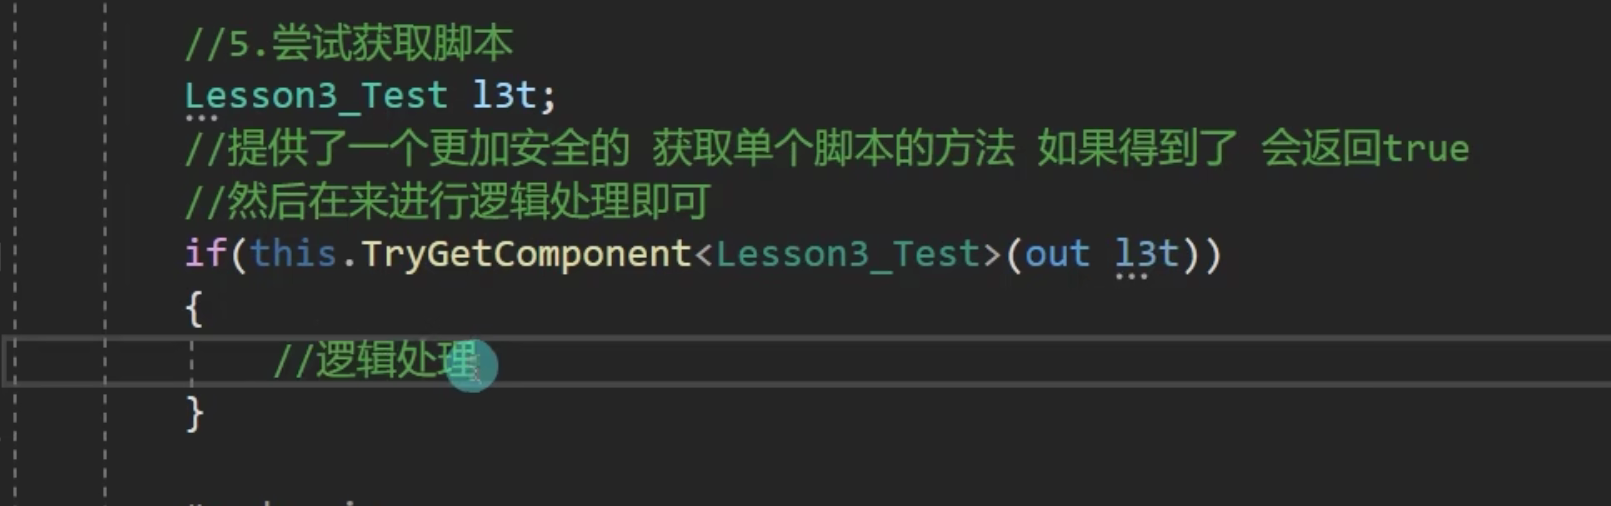 //5.尝试获取脚本
Lesson3_Test l3t;
//提供了一个更加安全的 获取单个脚本的方法 如果得到了 会返回true
//然后在来进行逻辑处理即可
if(this.TryGetComponent<Lesson3_Test>(out l3t))
{
//逻辑处理
}